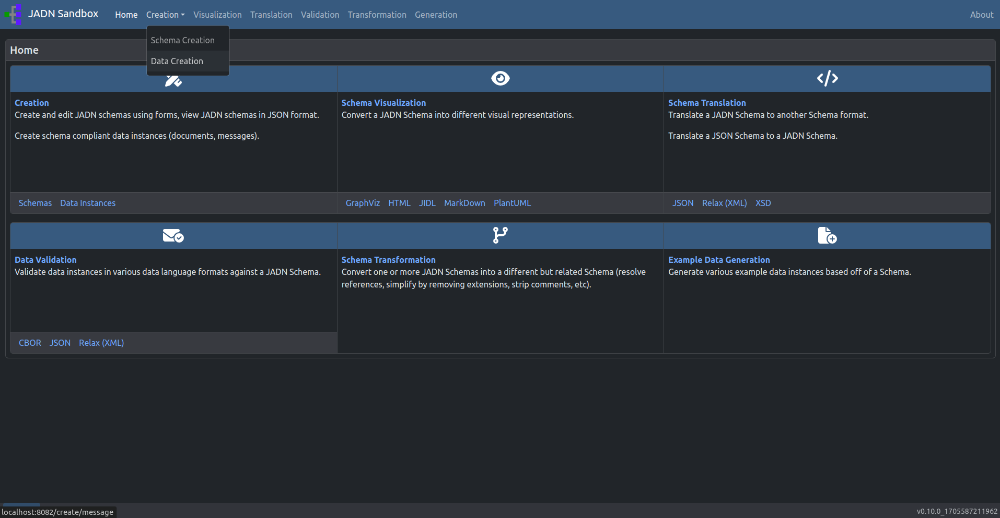 JADN Sandbox Home Creation Visualization Translation Validation Transformation Generation About
Schema Creation
Data Creation
Home
Creation
Create and edit JADN schemas using forms, view JADN schemas in JSON format.
Create schema compliant data instances (documents, messages).
Schemas Data Instances
Schema Visualization
Convert a JADN Schema into different visual representations.
GraphViz HTML JIDL MarkDown PlantUML
Schema Translation
Translate a JADN Schema to another Schema format.
Translate a JSON Schema to a JADN Schema.
JSON Relax (XML) XSD
Data Validation
Validate data instances in various data language formats against a JADN Schema.
CBOR JSON Relax (XML)
Schema Transformation
Convert one or more JADN Schemas into a different but related Schema (resolve
references, simplify by removing extensions, strip comments, etc).
Example Data Generation
Generate various example data instances based off of a Schema.
localhost:8082/create/message
v0.10.0_1705587211962